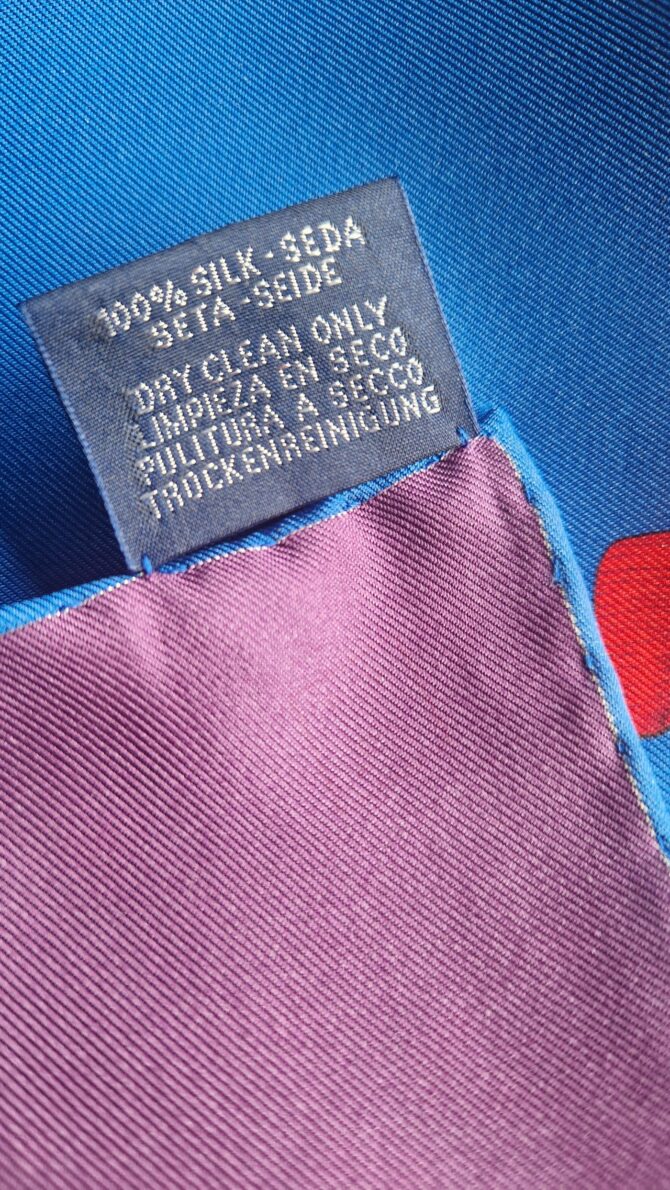 100% SILK - SEDA
SETA - SEIDE
DRY CLEAN ONLY
LIMPIEZA EN SECO
PULITURA A SECCO
TROCKENREINIGUNG